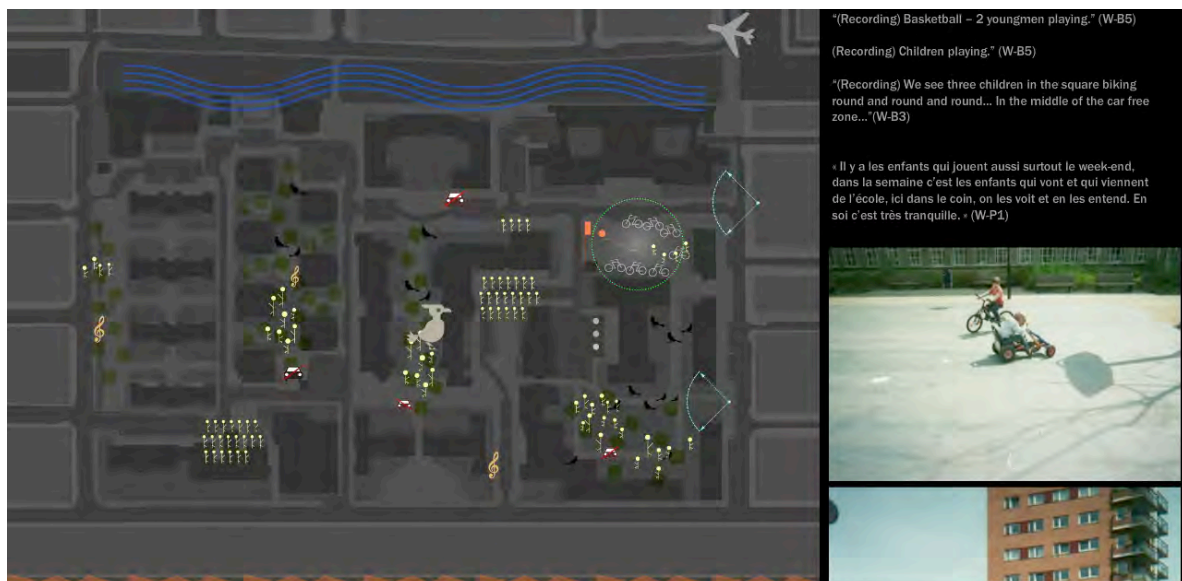 “(Recording) Basketball – 2 youngmen playing.” (W-B5)
(Recording) Children playing.” (W-B5)
“(Recording) We see three children in the square biking
round and round and round... In the middle of the car free
zone...”(W-B3)
« Il y a les enfants qui jouent aussi surtout le week-end,
dans la semaine c’est les enfants qui vont et qui viennent
de l’école, ici dans le coin, on les voit et en les entend. En
soi c’est très tranquille. » (W-P1)